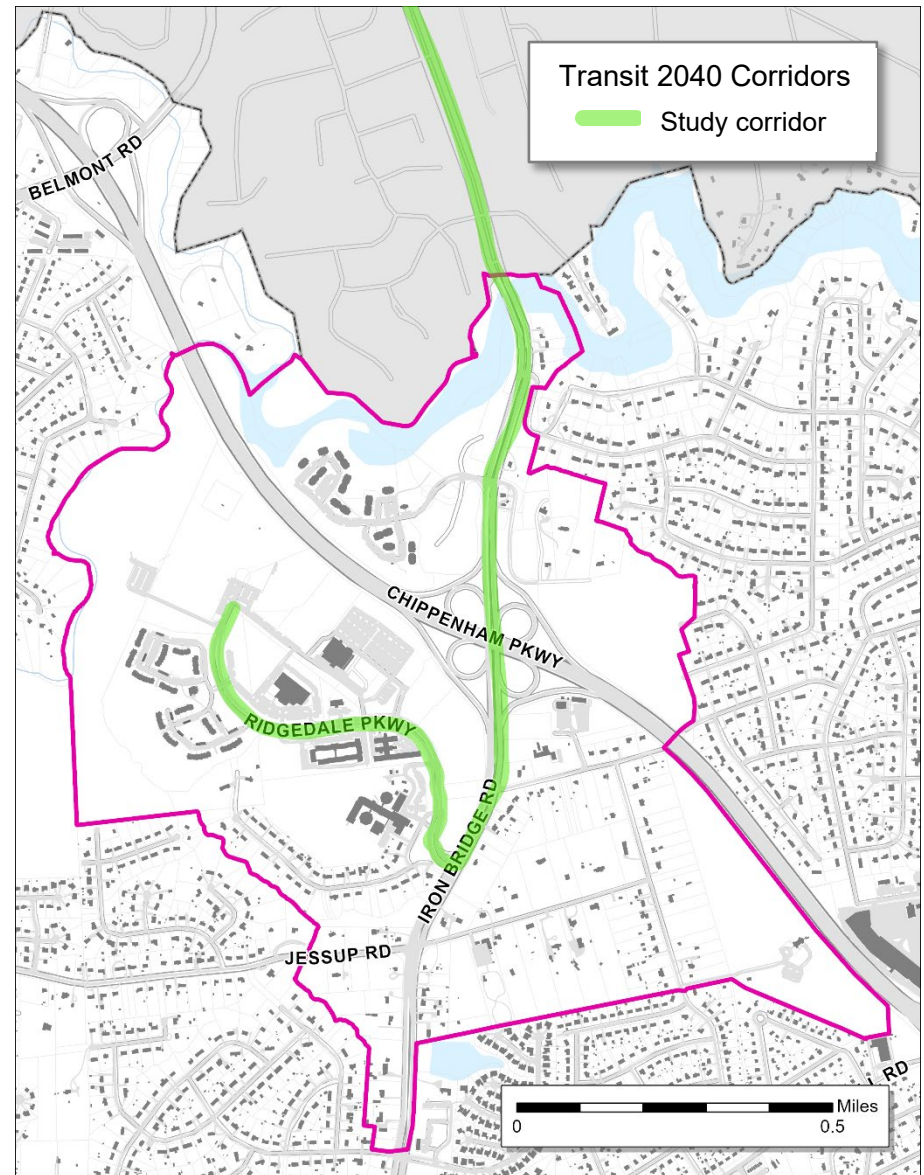 Transit 2040 Corridors
Study corridor
BELMONT RD
CHIPPENHAM PKWY
RIDGEDALE PKWY
IRON BRIDGE RD
JESSUP RD
RD
Miles
0
0.5